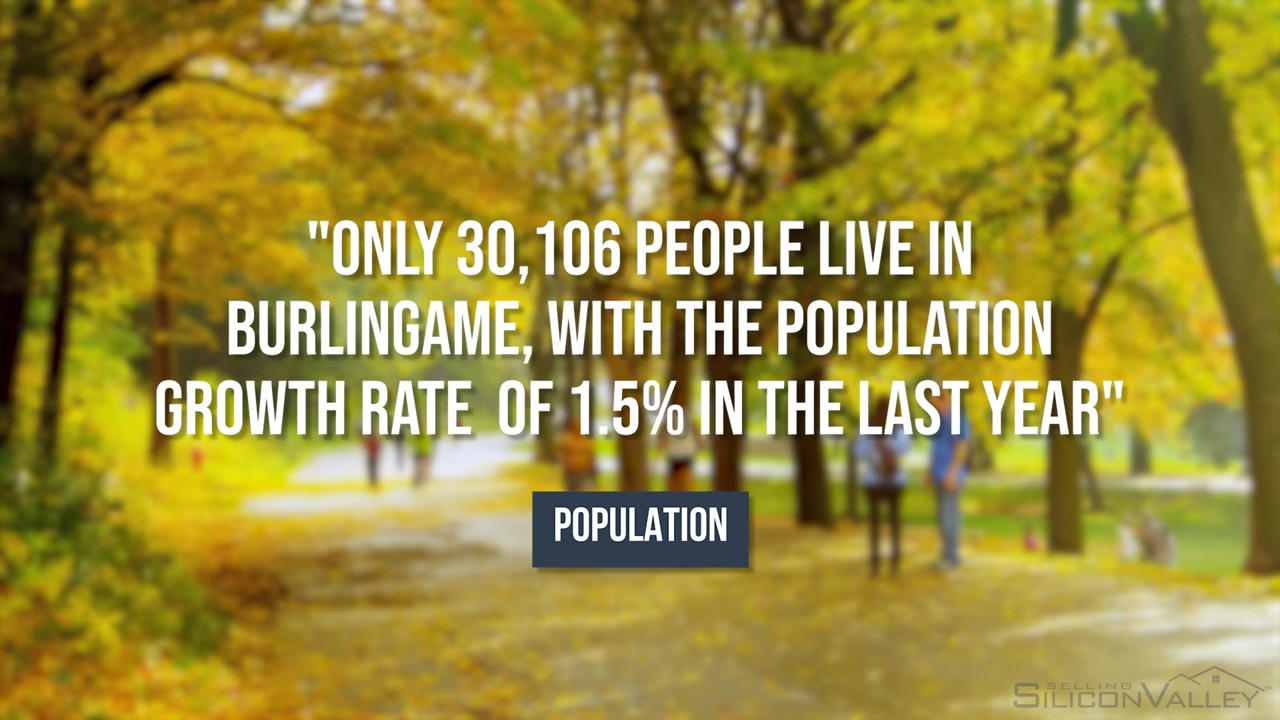 "ONLY 30,106 PEOPLE LIVE IN
BURLINGAME, WITH THE POPULATION
GROWTH RATE  OF 1.5% IN THE LAST YEAR"
POPULATION
SELLING
SILICONVALLEY™